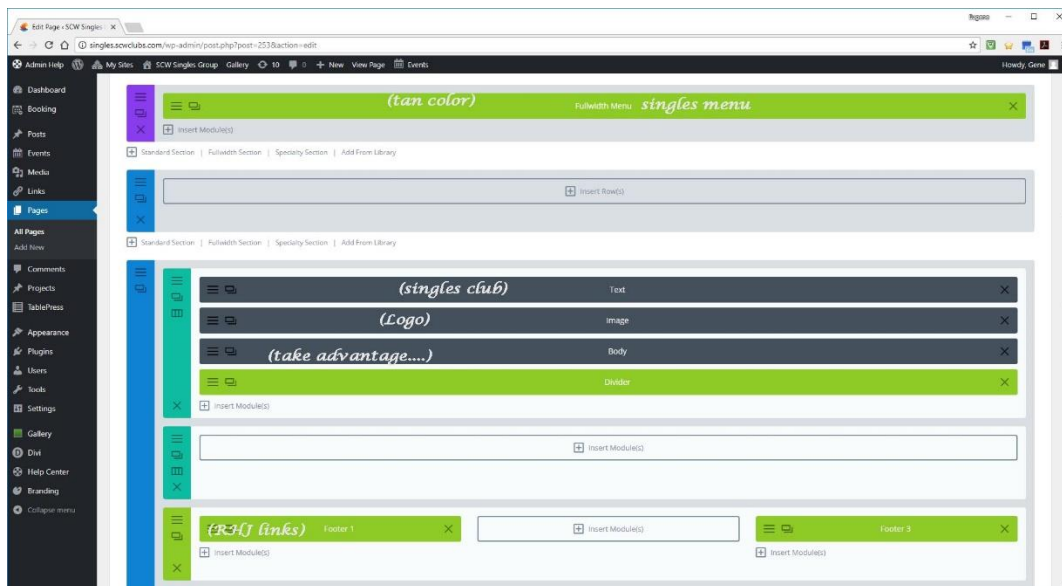 Edit Page ‹ SCW Singles
singles.scwclubs.com/wp-admin/post.php?post=253&action=edit
Admin Help My Sites SCW Singles Group Gallery 10 0 New View Page Events Howdy, Gene
Dashboard
Booking
Posts
Events
Media
Links
Pages
All Pages
Add New
Comments
Projects
TablePress
Appearance
Plugins
Users
Tools
Settings
Gallery
Divi
Help Center
Branding
Collapse menu
(tan color) Fullwidth Menu singles menu
Insert Module(s)
Standard Section | Fullwidth Section | Specialty Section | Add From Library
Insert Row(s)
Standard Section | Fullwidth Section | Specialty Section | Add From Library
(singles club) Text
(Logo) Image
(take advantage....) Body
Divider
Insert Module(s)
Insert Module(s)
(RHJ links) Footer 1 Insert Module(s) Footer 3
Insert Module(s) Insert Module(s)